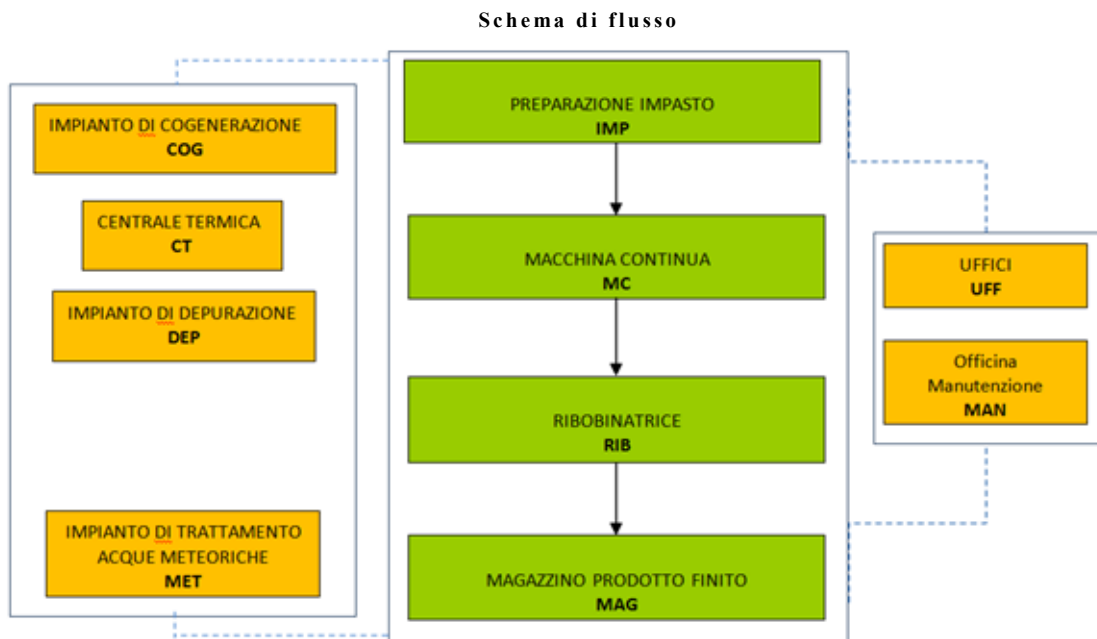 Schema di flusso
IMPIANTO DI COGENERAZIONE
COG
CENTRALE TERMICA
CT
IMPIANTO DI DEPURAZIONE
DEP
IMPIANTO DI TRATTAMENTO
ACQUE METEORICHE
MET
PREPARAZIONE IMPASTO
IMP
MACCHINA CONTINUA
MC
RIBOBINATRICE
RIB
MAGAZZINO PRODOTTO FINITO
MAG
UFFICI
UFF
Officina
Manutenzione
MAN